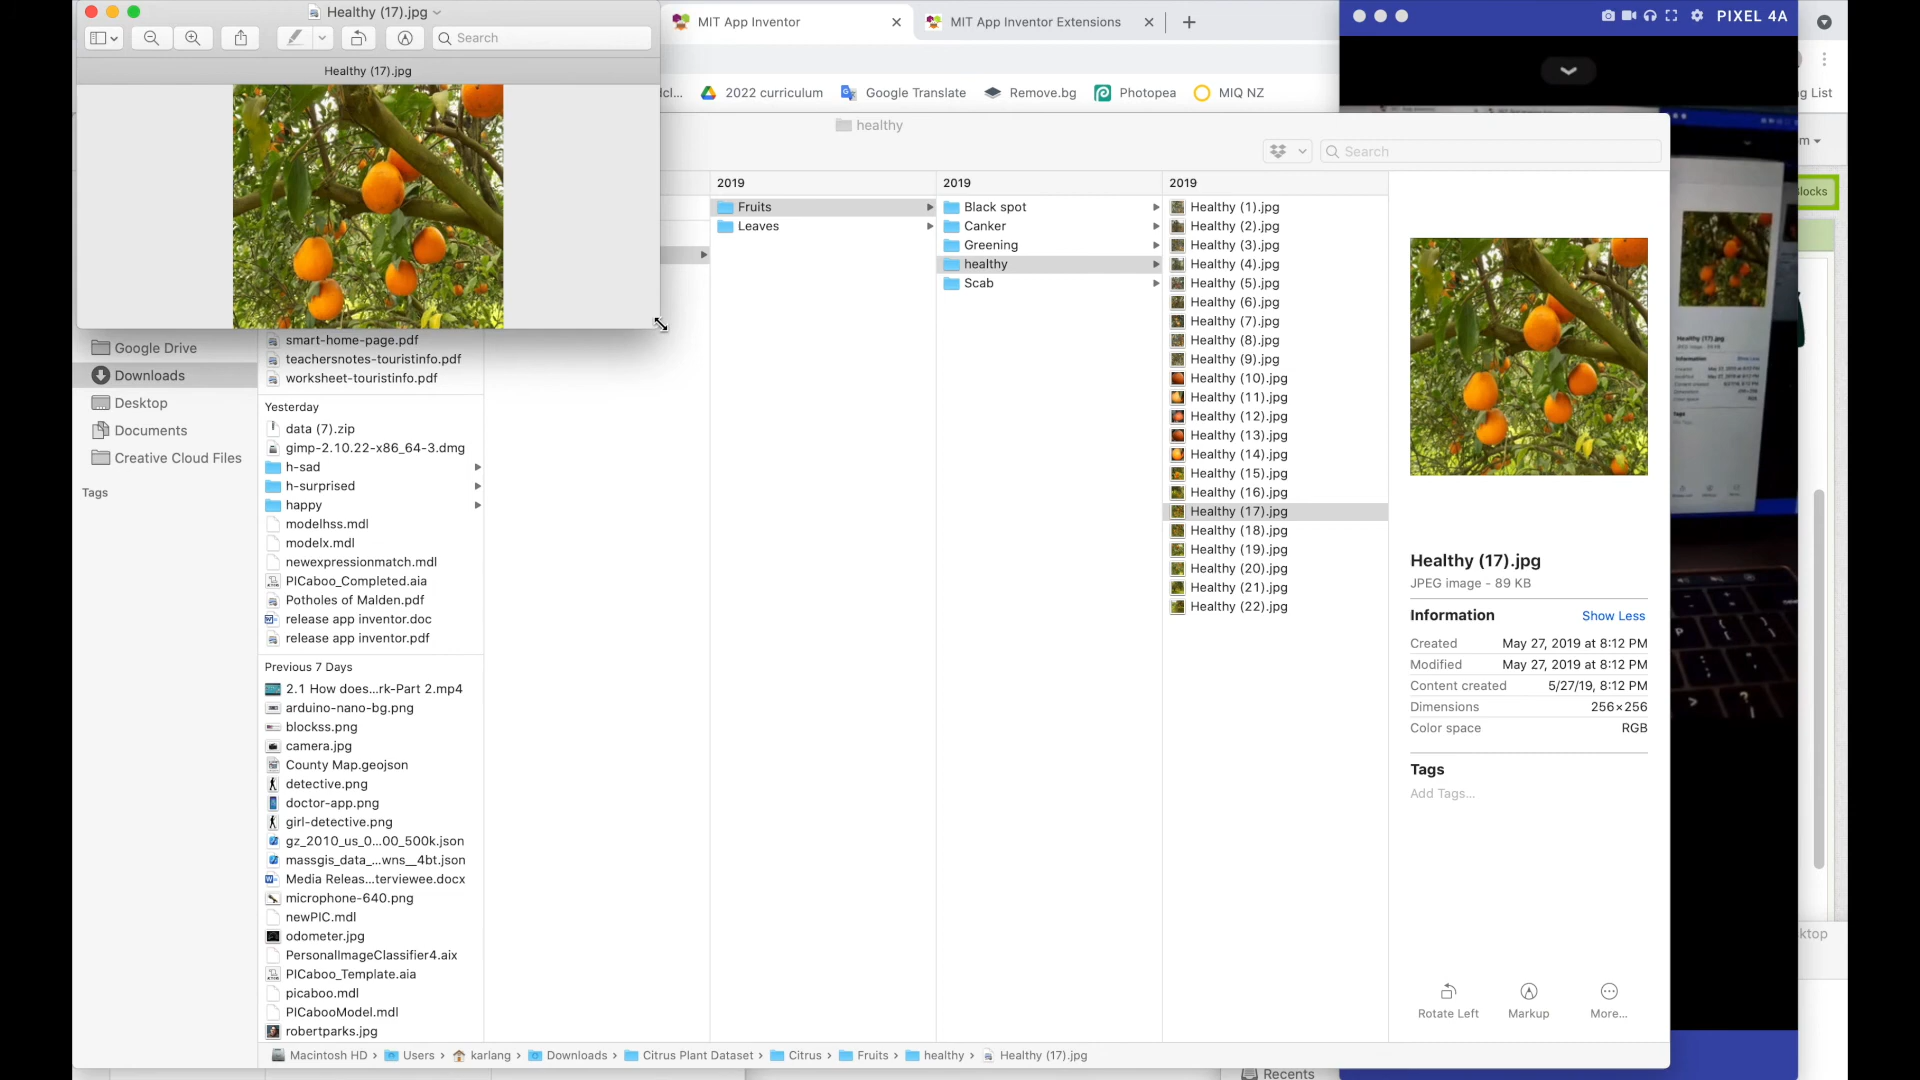 Healthy (17).jpg
Search
Healthy (17).jpg
MIT App Inventor
MIT App Inventor Extensions
PIXEL 4A
2022 curriculum
Google Translate
Remove.bg
Photopea
MIQ NZ
g List
healthy
Search
2019
2019
2019
Fruits
Leaves
Black spot
Canker
Greening
healthy
Scab
Healthy (1).jpg
Healthy (2).jpg
Healthy (3).jpg
Healthy (4).jpg
Healthy (5).jpg
Healthy (6).jpg
Healthy (7).jpg
Healthy (8).jpg
Healthy (9).jpg
Healthy (10).jpg
Healthy (11).jpg
Healthy (12).jpg
Healthy (13).jpg
Healthy (14).jpg
Healthy (15).jpg
Healthy (16).jpg
Healthy (17).jpg
Healthy (18).jpg
Healthy (19).jpg
Healthy (20).jpg
Healthy (21).jpg
Healthy (22).jpg
Google Drive
Downloads
Desktop
Documents
Creative Cloud Files
Tags
smart-home-page.pdf
teachersnotes-touristinfo.pdf
worksheet-touristinfo.pdf
Yesterday
data (7).zip
gimp-2.10.22-x86_64-3.dmg
h-sad
h-surprised
happy
modelhss.mdl
modelx.mdl
newexpressionmatch.mdl
PICaboo_Completed.aia
Potholes of Malden.pdf
release app inventor.doc
release app inventor.pdf
Previous 7 Days
2.1 How does...rk-Part 2.mp4
arduino-nano-bg.png
blockss.png
camera.jpg
County Map.geojson
detective.png
doctor-app.png
girl-detective.png
gz_2010_us_0...00_500k.json
massgis_data_...wns__4bt.json
Media Releas...terviewee.docx
microphone-640.png
newPIC.mdl
odometer.jpg
PersonalImageClassifier4.aix
PICaboo_Template.aia
picaboo.mdl
PICabooModel.mdl
robertparks.jpg
Healthy (17).jpg
JPEG image - 89 KB
Information Show Less
Created May 27, 2019 at 8:12 PM
Modified May 27, 2019 at 8:12 PM
Content created 5/27/19, 8:12 PM
Dimensions 256×256
Color space RGB
Tags
Add Tags...
Rotate Left
Markup
More...
Macintosh HD › Users › karlang › Downloads › Citrus Plant Dataset › Citrus › Fruits › healthy › Healthy (17).jpg
Recents
locks
ktop
Healthy (17).jpg
Information